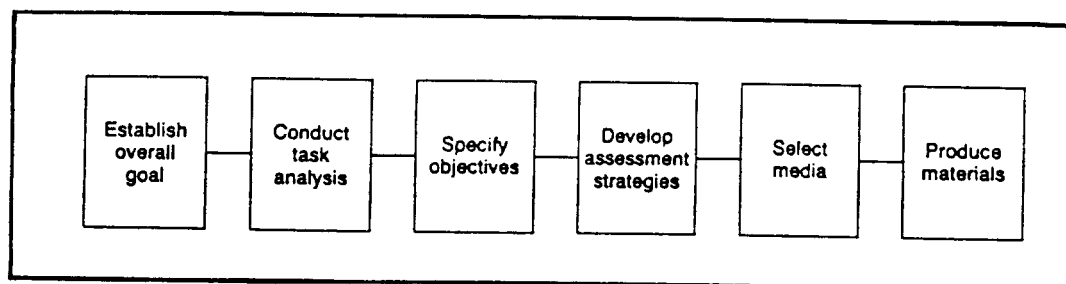 Establish
overall
goal
Conduct
task
analysis
Specify
objectives
Develop
assessment
strategies
Select
media
Produce
materials